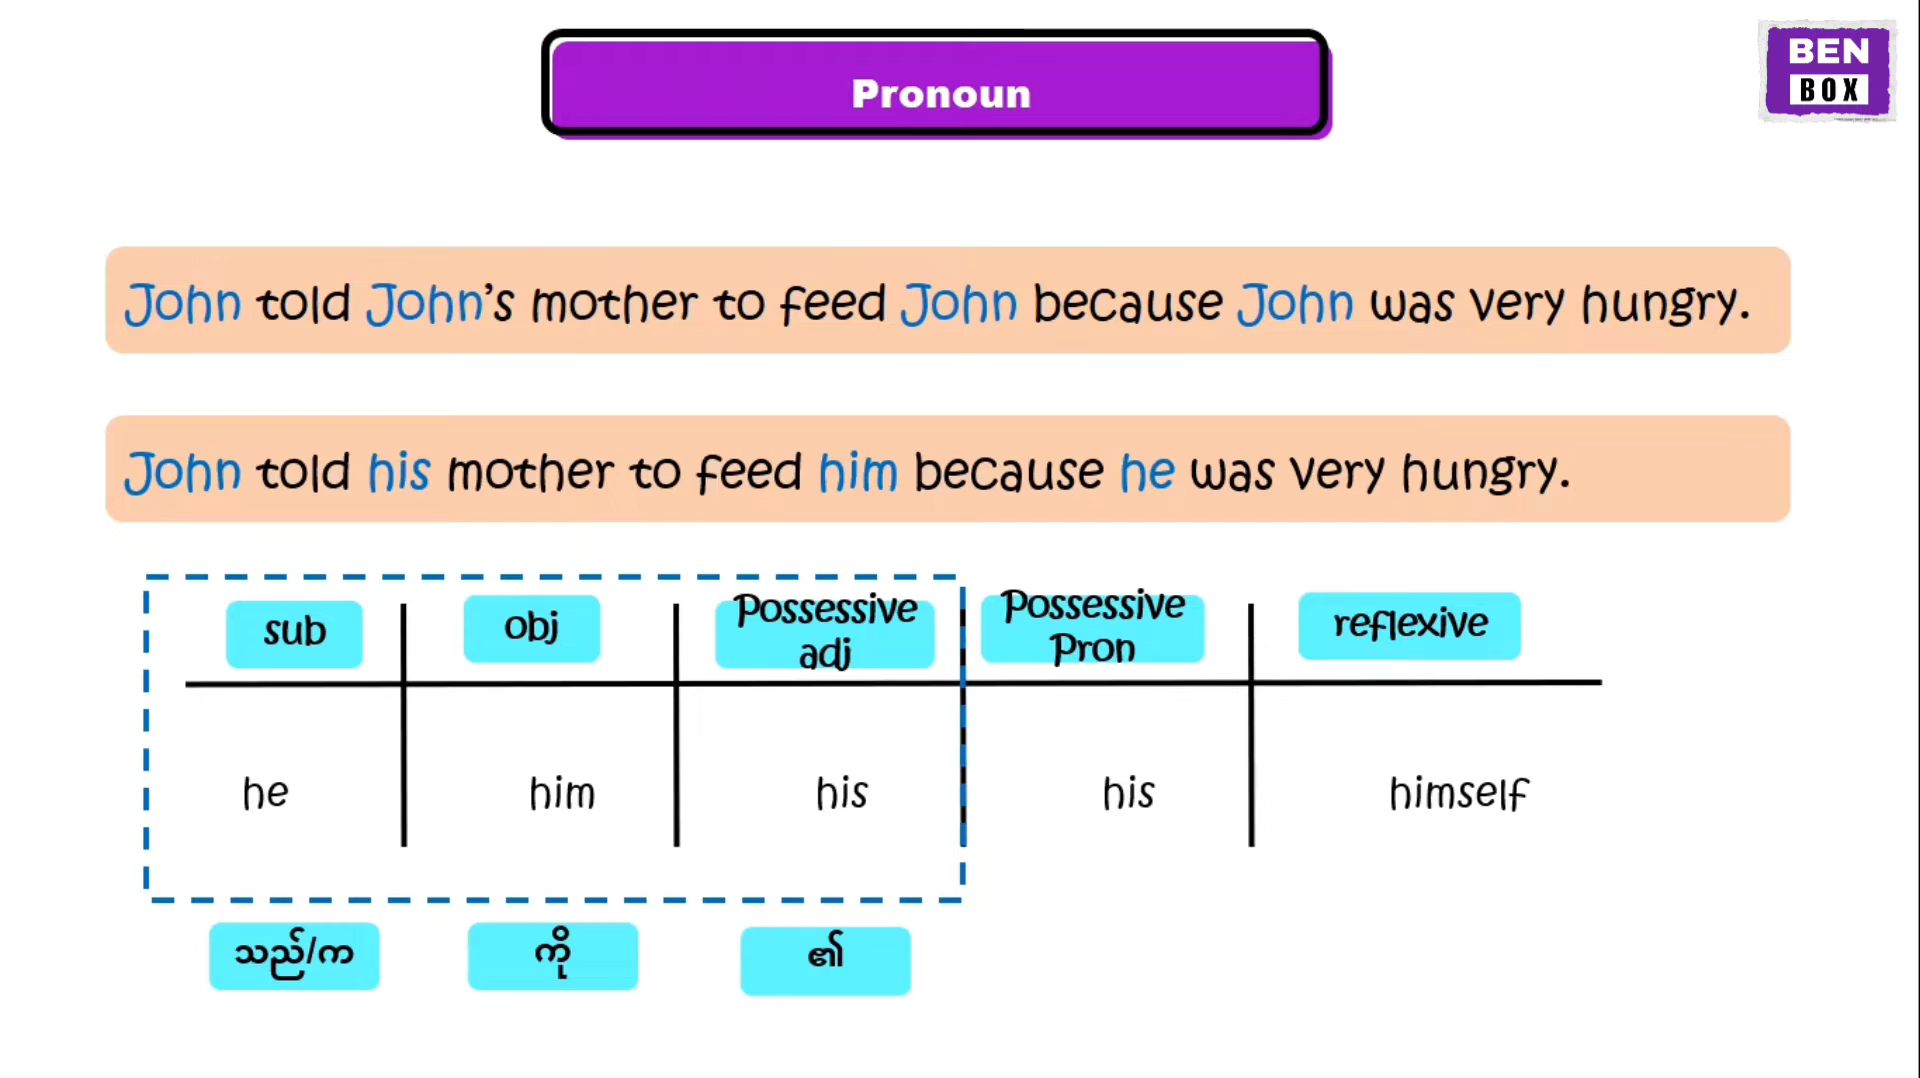 Pronoun
BEN
BOX
John told John’s mother to feed John because John was very hungry.
John told his mother to feed him because he was very hungry.
sub
obj
Possessive
adj
Possessive
Pron
reflexive
he
him
his
his
himself
သည်/က
ကို
၏